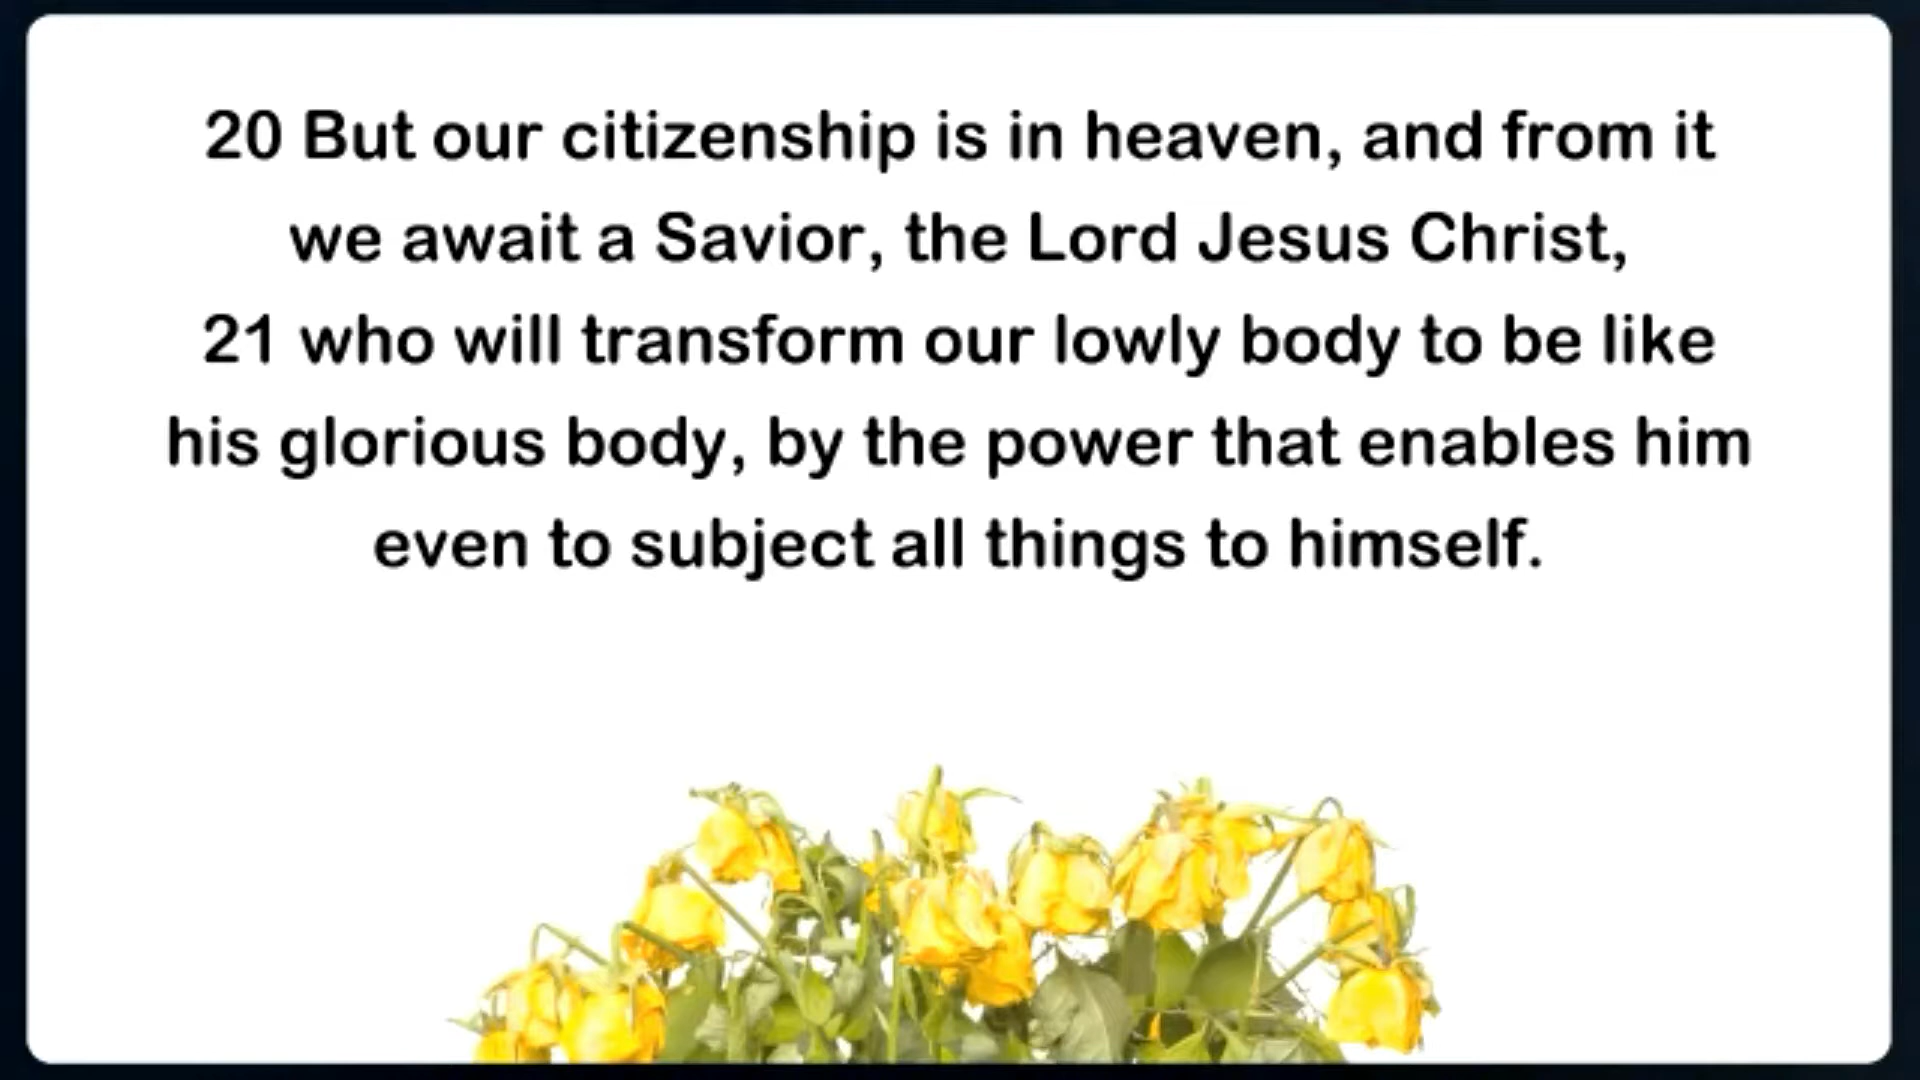 20 But our citizenship is in heaven, and from it
we await a Savior, the Lord Jesus Christ,
21 who will transform our lowly body to be like
his glorious body, by the power that enables him
even to subject all things to himself.